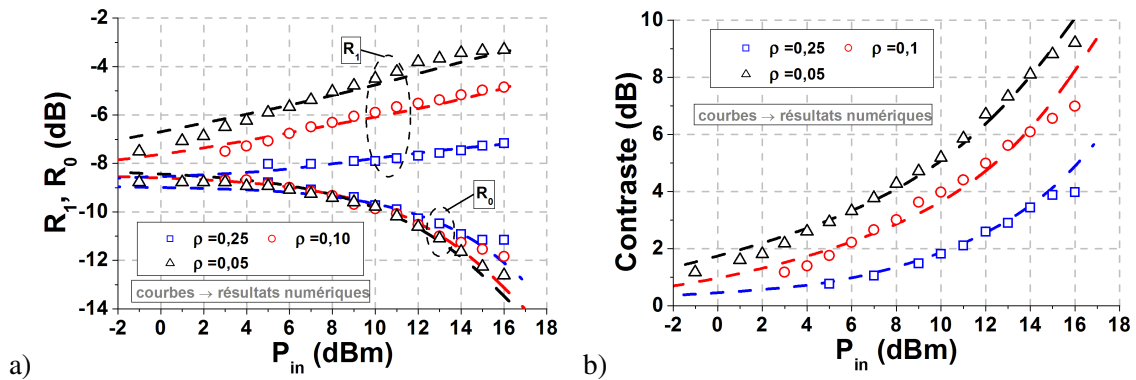 -2
-4
-6
-8
-10
-12
-14
R1, R0 (dB)
R1
R0
ρ =0,25 ρ =0,10
ρ =0,05
courbes → résultats numériques
-2 0 2 4 6 8 10 12 14 16 18
Pin (dBm)
a)
10
8
6
4
2
0
Contraste (dB)
ρ =0,25 ρ =0,1
ρ =0,05
courbes → résultats numériques
-2 0 2 4 6 8 10 12 14 16 18
Pin (dBm)
b)